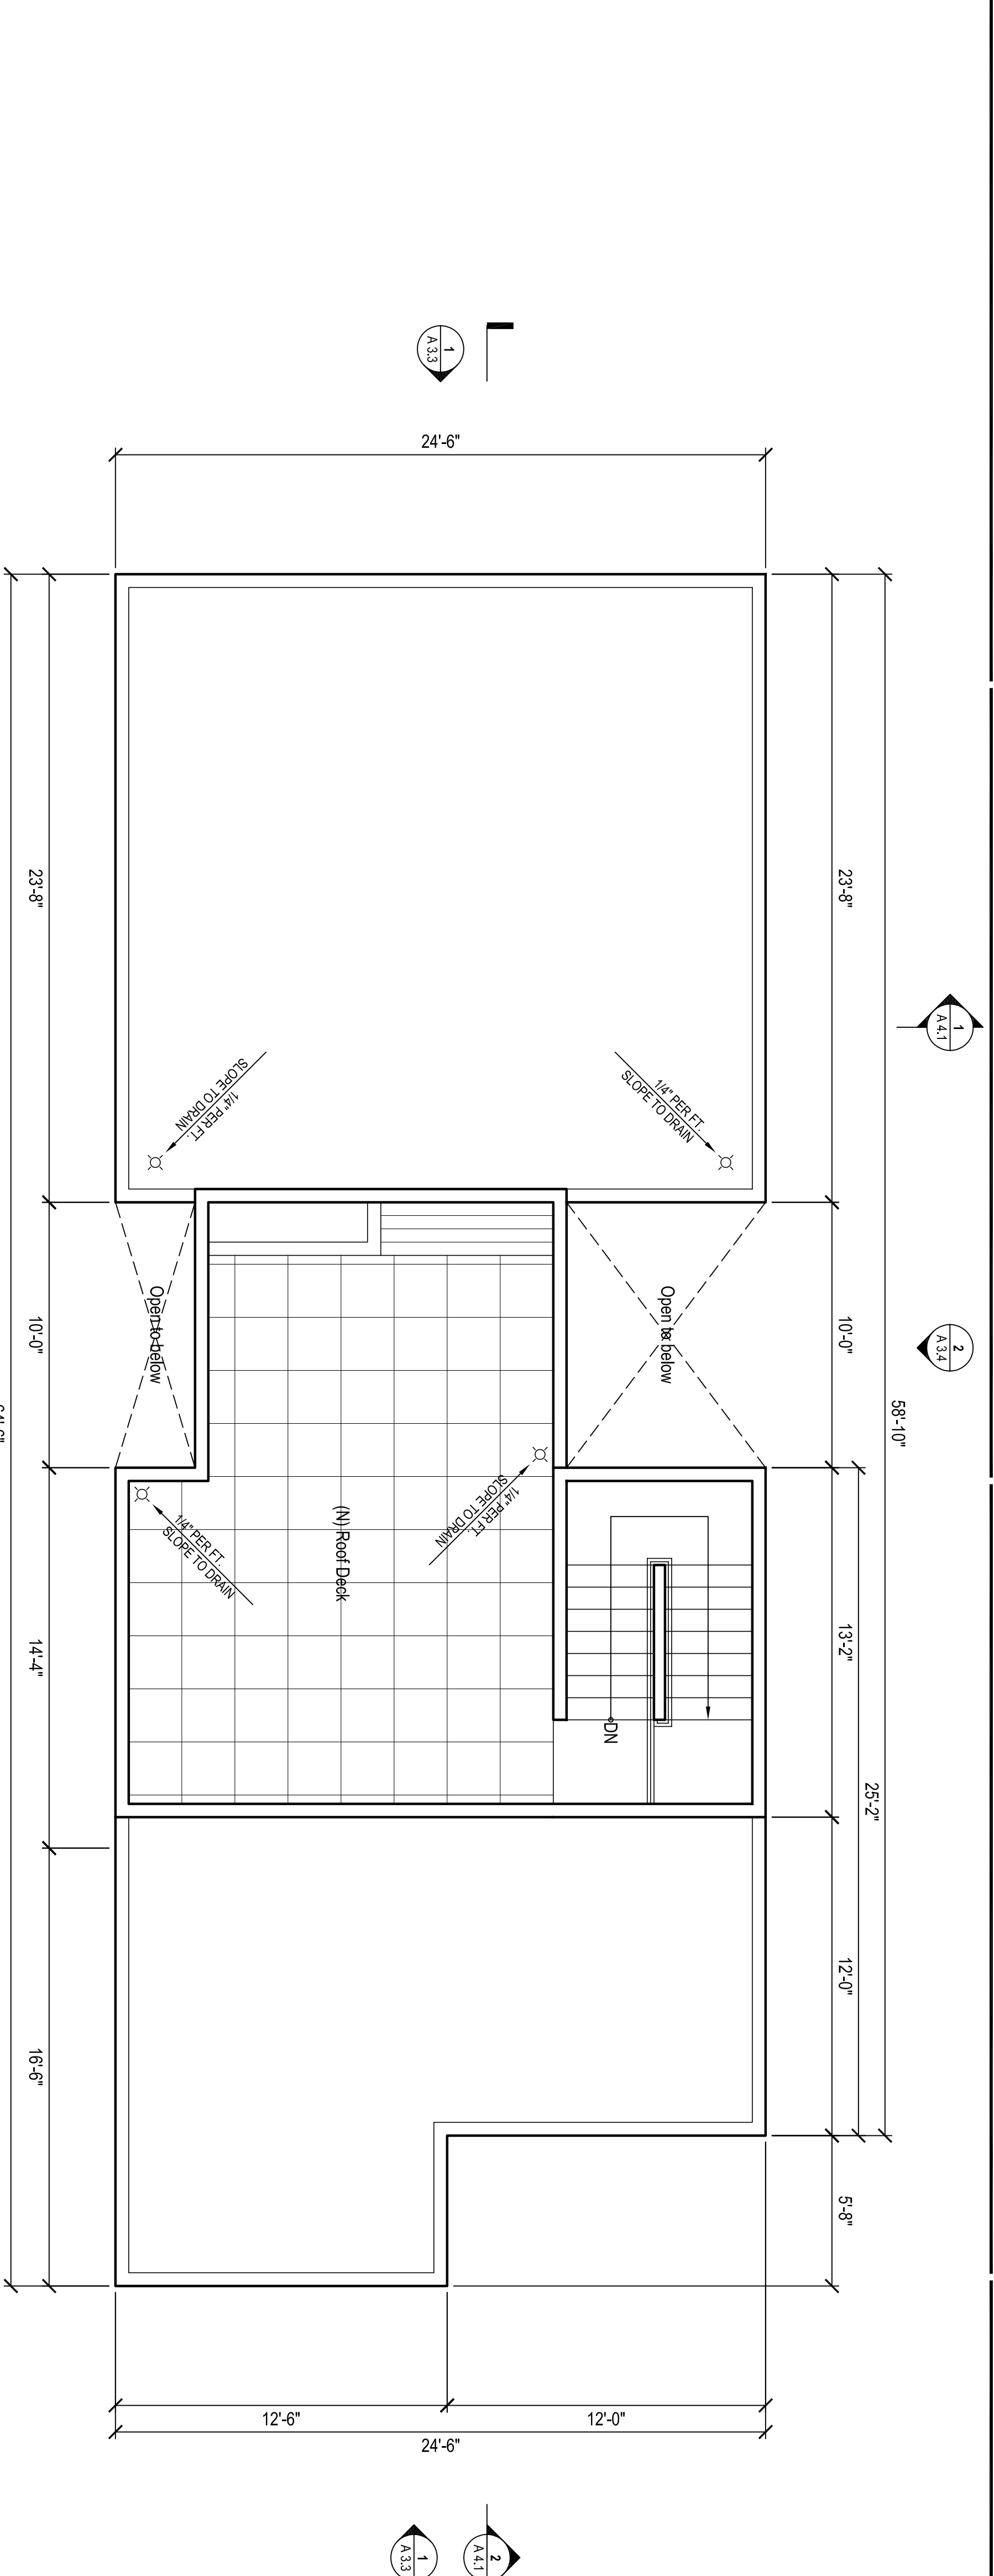 1
A 3.3
24'-6"
23'-8"
23'-8"
1
A 4.1
1/4" PER FT.
SLOPE TO DRAIN
1/4" PER FT.
SLOPE TO DRAIN
Open to below
Open to below
10'-0"
10'-0"
2
A 3.4
58'-10"
1/4" PER FT.
SLOPE TO DRAIN
1/4" PER FT.
SLOPE TO DRAIN
(N) Roof Deck
14'-4"
13'-2"
DN
25'-2"
12'-0"
16'-6"
5'-8"
12'-6"
12'-0"
24'-6"
1
A 3.3
2
A 4.1